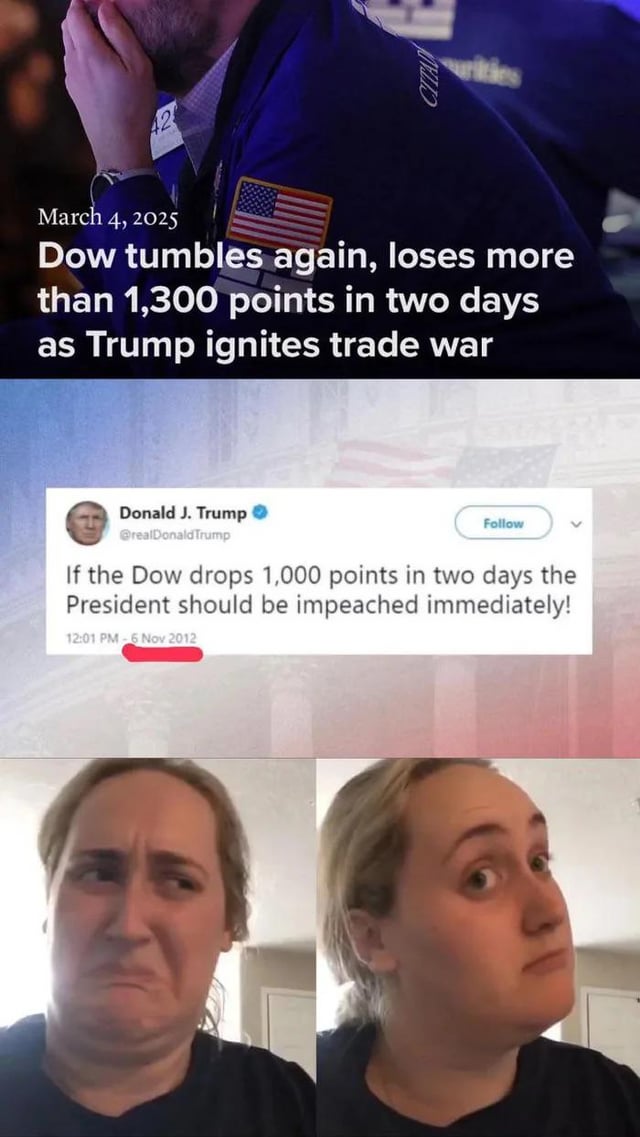 CITAD
42
March 4, 2025
Dow tumbles again, loses more
than 1,300 points in two days
as Trump ignites trade war
Donald J. Trump
@realDonaldTrump
Follow
If the Dow drops 1,000 points in two days the
President should be impeached immediately!
12:01 PM - 6 Nov 2012